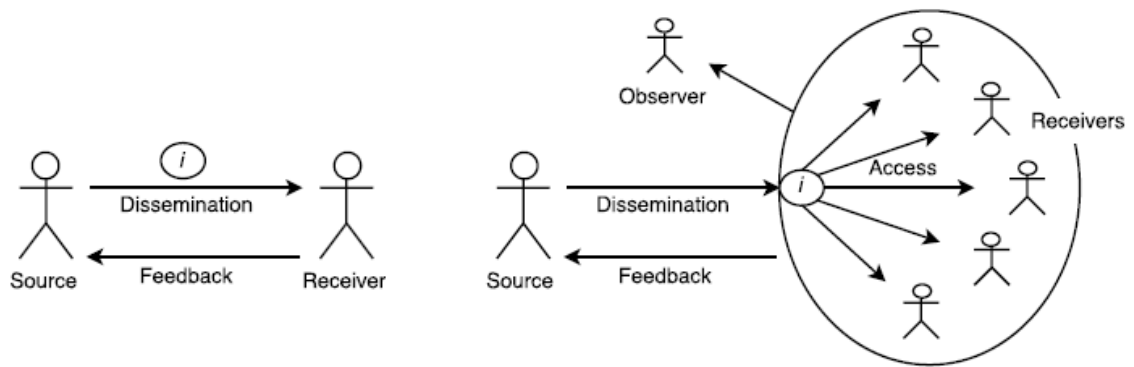 i
Dissemination
Feedback
Source
Receiver
Observer
Receivers
Access
i
Dissemination
Feedback
Source